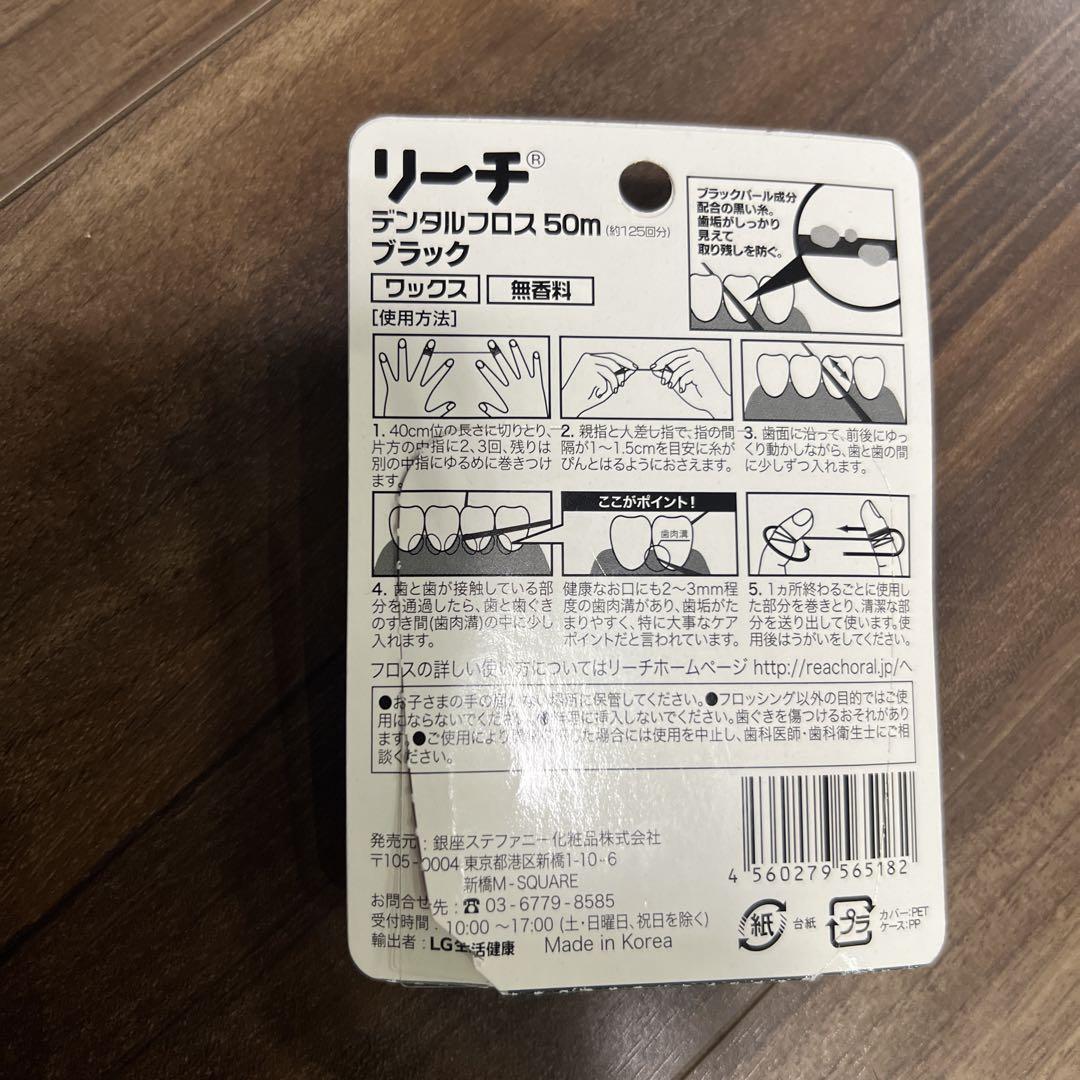 リーチ®
デンタルフロス 50m (約125回分)
ブラック
ワックス 無香料
ブラックパール成分
配合の黒い糸。
歯垢がしっかり
見えて
取り残しを防ぐ。
[使用方法]
1. 40cm位の長さに切りとり、
片方の中指に2、3回、残りは
別の中指にゆるめに巻きつけ
ます。
2. 親指と人差し指で、指の間
隔が1〜1.5cmを目安に糸が
ぴんとはるようにおさえます。
3. 歯面に沿って、前後にゆっ
くり動かしながら、歯と歯の間
に少しずつ入れます。
4. 歯と歯が接触している部
分を通過したら、歯と歯ぐき
のすき間(歯肉溝)の中に少し
入れます。
ここがポイント!
歯肉溝
健康なお口にも2〜3mm程
度の歯肉溝があり、歯垢がた
まりやすく、特に大事なケア
ポイントだと言われています。
5. 1ヵ所終わるごとに使用し
た部分を巻きとり、清潔な部
分を送り出して使います。使
用後はうがいをしてください。
フロスの詳しい使い方についてはリーチホームページ http://reachoral.jp/へ
●お子さまの手の届かない場所に保管してください。●フロッシング以外の目的ではご使
用にならないでください。●無理に挿入しないでください。歯ぐきを傷つけるおそれがあり
ます。●ご使用により した場合には使用を中止し、歯科医師・歯科衛生士にご相
談ください。
発売元:銀座ステファニー化粧品株式会社
〒105-0004 東京都港区新橋1-10-6
新橋M-SQUARE
お問合せ先:☎03-6779-8585
受付時間:10:00〜17:00 (土・日曜日、祝日を除く)
輸出者:LG生活健康 Made in Korea
4 560279 565182
紙 台紙
プラ カバー:PET
ケース:PP